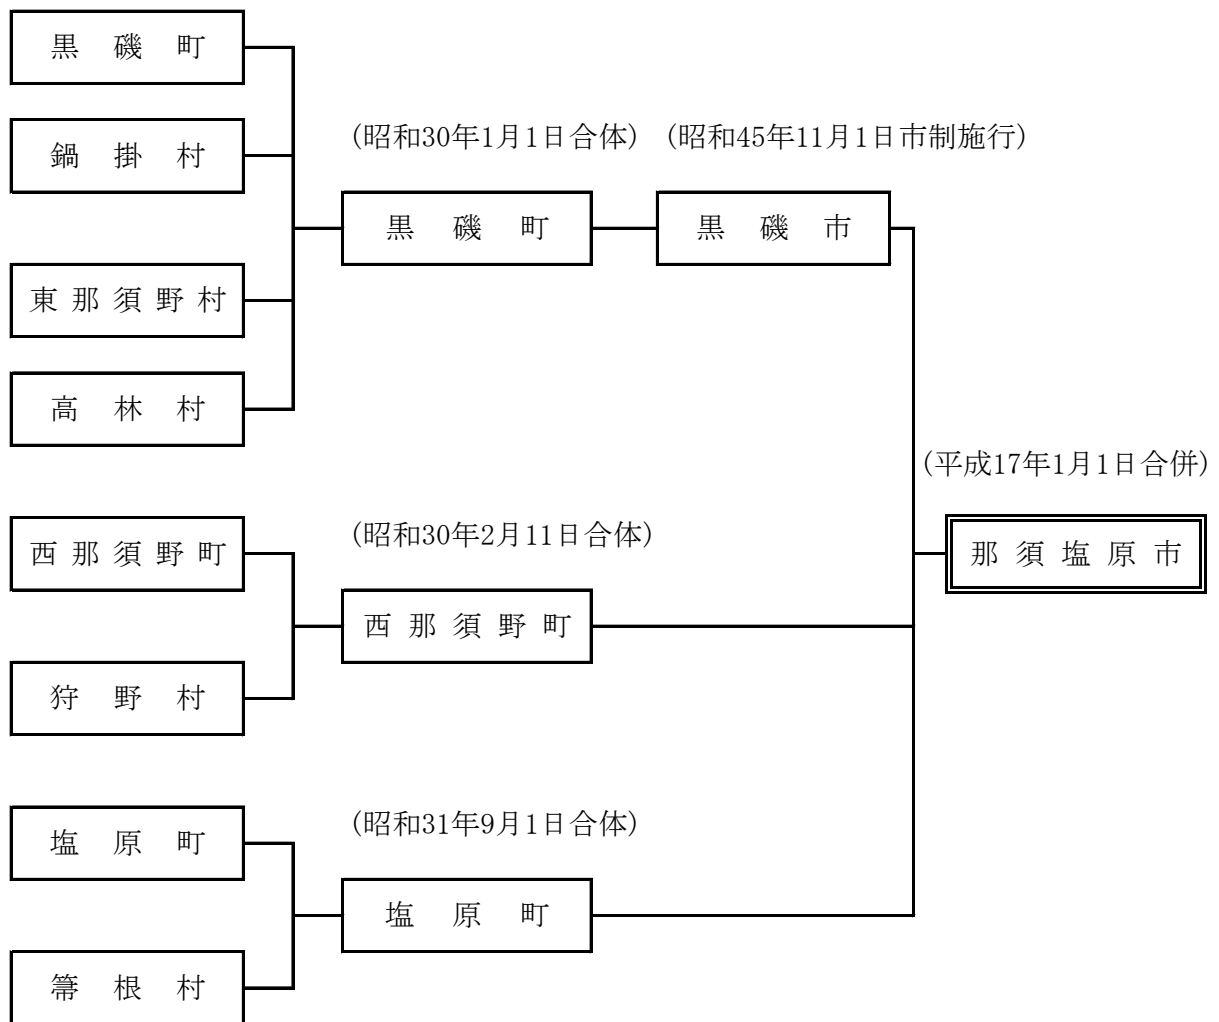 黒磯町
鍋掛村
(昭和30年1月1日合体) (昭和45年11月1日市制施行)
黒磯町
黒磯市
東那須野村
高林村
(平成17年1月1日合併)
西那須野町
(昭和30年2月11日合体)
那須塩原市
西那須野町
狩野村
塩原町
(昭和31年9月1日合体)
塩原町
箒根村